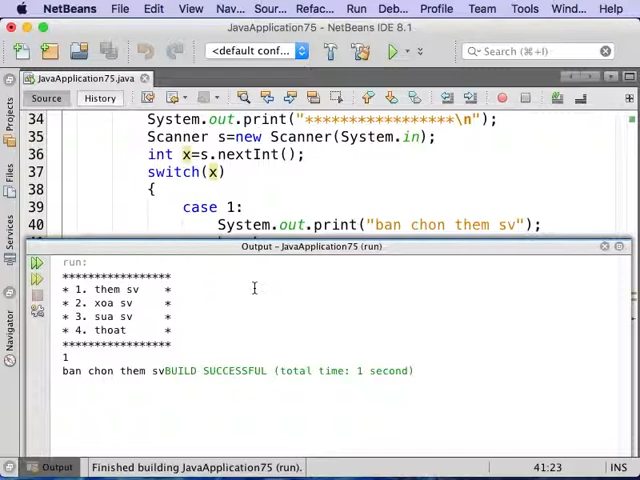 NetBeans File Edit View Nav... Sour... Refac... Run Deb... Profile Team Tools Window Help
JavaApplication75 - NetBeans IDE 8.1
<default conf... Search (⌘+I)
JavaApplication75.java
Source History
34 System.out.print("*****************\n");
35 Scanner s=new Scanner(System.in);
36 int x=s.nextInt();
37 switch(x)
38 {
39 case 1:
40 System.out.print("ban chon them sv");
Output - JavaApplication75 (run)
run:
*****************
* 1. them sv *
* 2. xoa sv *
* 3. sua sv *
* 4. thoat *
*****************
1
ban chon them svBUILD SUCCESSFUL (total time: 1 second)
Projects
Files
Services
Navigator
Output Finished building JavaApplication75 (run). 41:23 INS